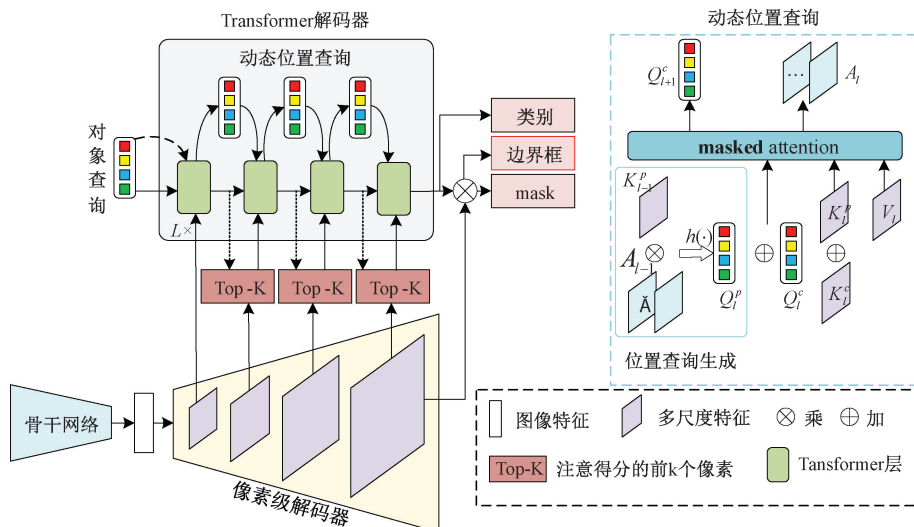 Transformer解码器
动态位置查询
对象查询
L×
类别
边界框
mask
Top -K
Top -K
Top -K
骨干网络
像素级解码器
动态位置查询
Q^c_{l+1}
···
A_l
masked attention
K^p_{l-1}
A_{l-1}
Ă
h(·)
Q^p_l
Q^c_l
K^p_l
K^c_l
V_l
位置查询生成
图像特征
多尺度特征
乘
加
Top-K
注意得分的前k个像素
Tansformer层